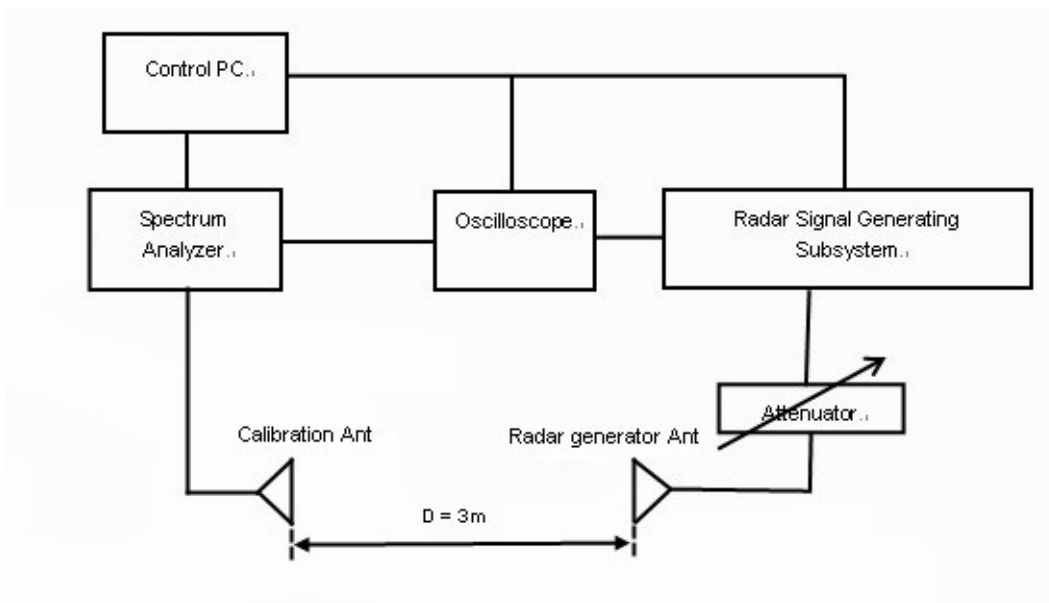 Control PC
Spectrum
Analyzer
Oscilloscope
Radar Signal Generating
Subsystem
Attenuator
Calibration Ant
Radar generator Ant
D = 3m